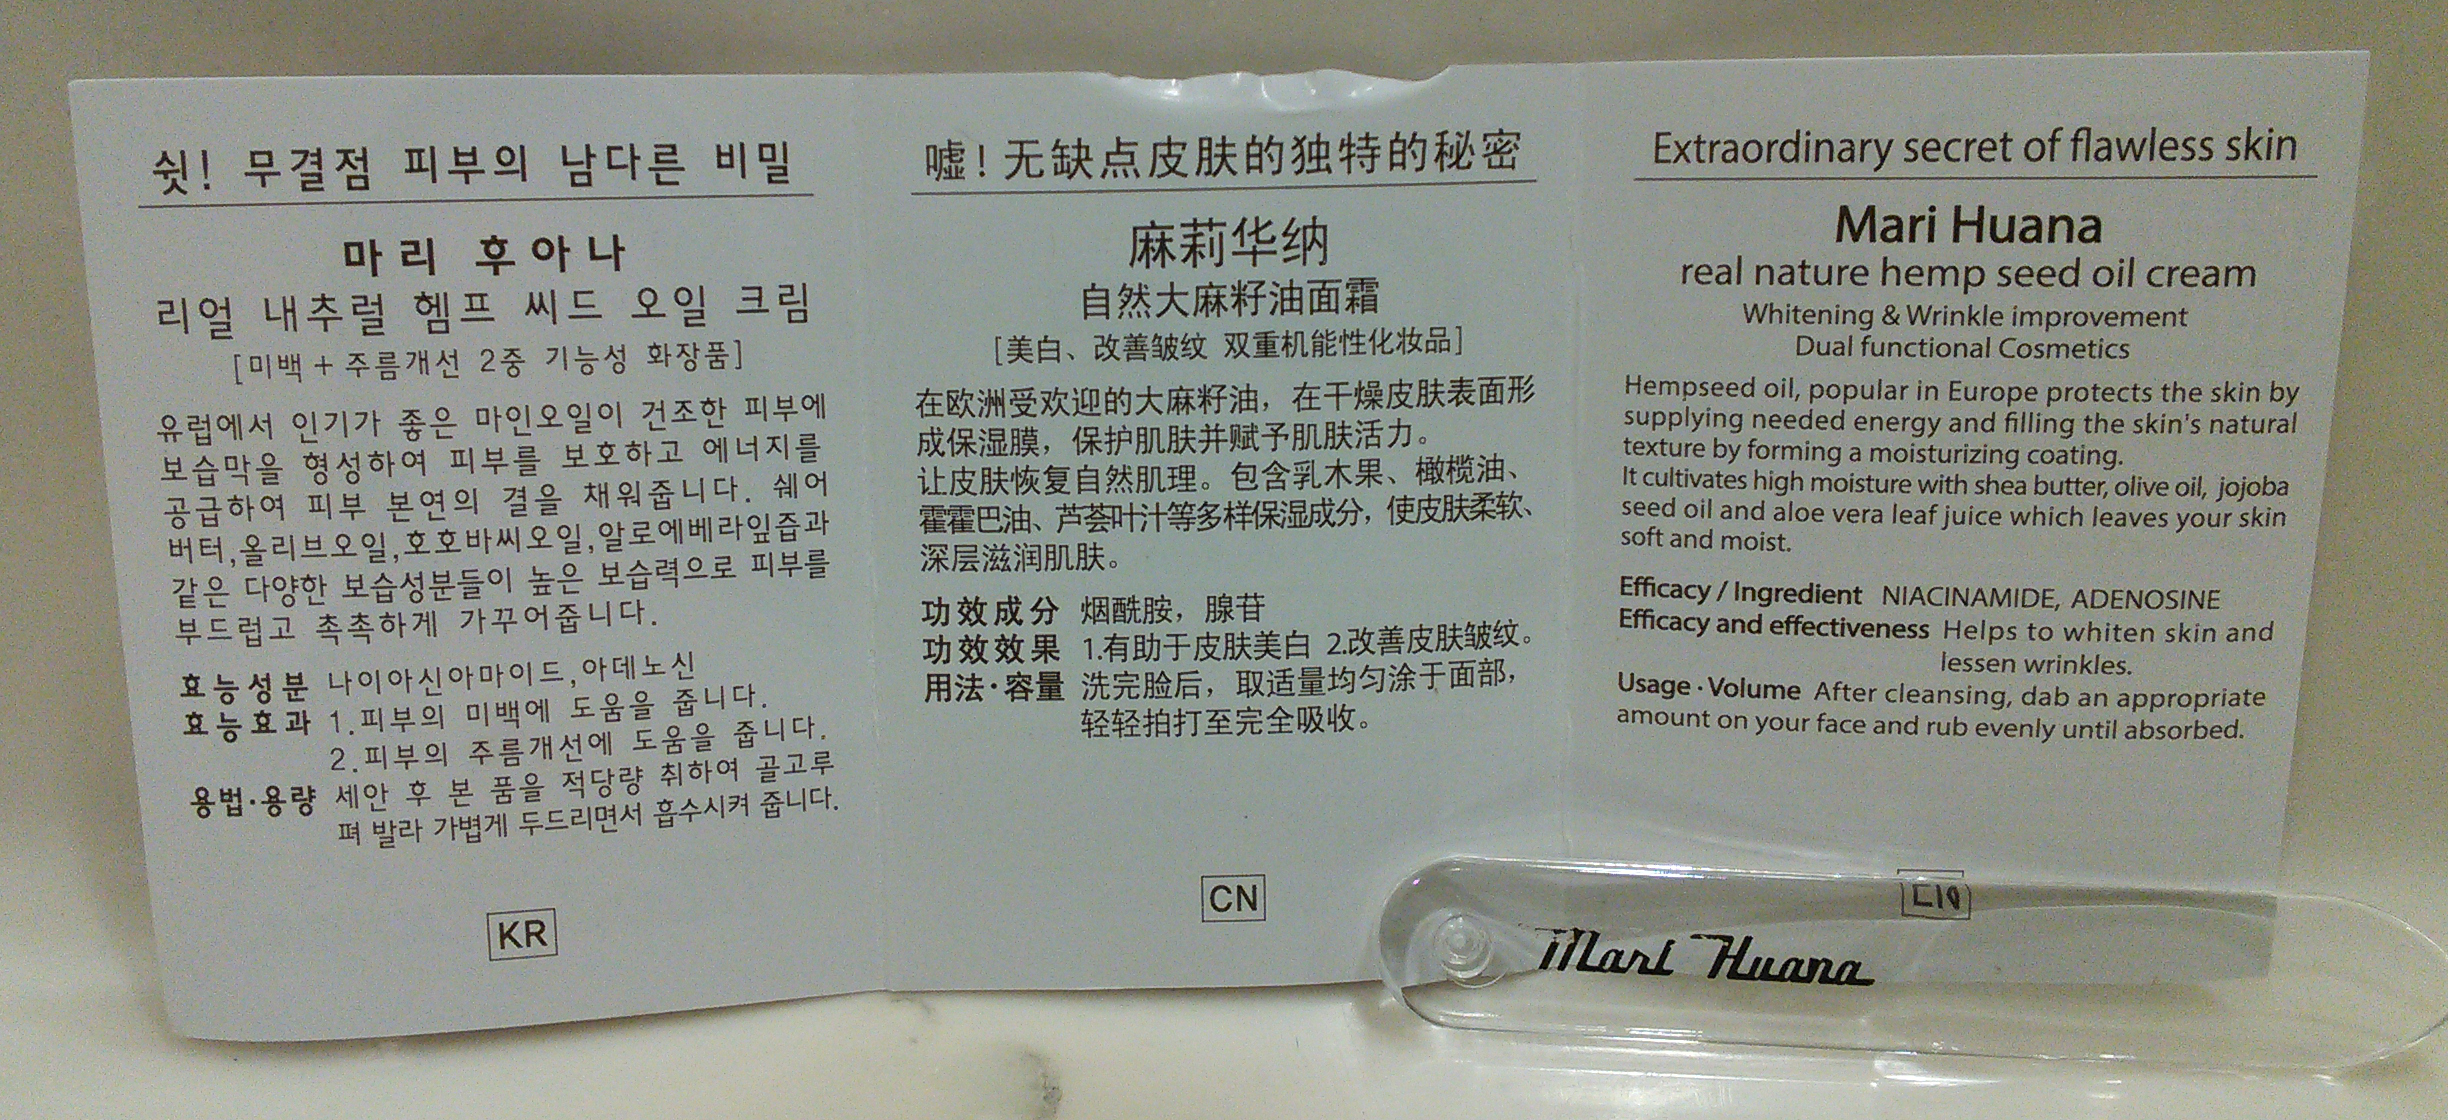 쉿! 무결점 피부의 남다른 비밀
마리 후아나
리얼 내추럴 헴프 씨드 오일 크림
[미백 + 주름개선 2중 기능성 화장품]
유럽에서 인기가 좋은 마인오일이 건조한 피부에
보습막을 형성하여 피부를 보호하고 에너지를
공급하여 피부 본연의 결을 채워줍니다. 쉐어
버터,올리브오일,호호바씨오일,알로에베라잎즙과
같은 다양한 보습성분들이 높은 보습력으로 피부를
부드럽고 촉촉하게 가꾸어줍니다.
효능성분 나이아신아마이드,아데노신
효능효과 1.피부의 미백에 도움을 줍니다.
2.피부의 주름개선에 도움을 줍니다.
용법·용량 세안 후 본 품을 적당량 취하여 골고루
펴 발라 가볍게 두드리면서 흡수시켜 줍니다.
KR
嘘！无缺点皮肤的独特的秘密
麻莉华纳
自然大麻籽油面霜
[美白、改善皱纹 双重机能性化妆品]
在欧洲受欢迎的大麻籽油，在干燥皮肤表面形
成保湿膜，保护肌肤并赋予肌肤活力。
让皮肤恢复自然肌理。包含乳木果、橄榄油、
霍霍巴油、芦荟叶汁等多样保湿成分，使皮肤柔软、
深层滋润肌肤。
功效成分 烟酰胺，腺苷
功效效果 1.有助于皮肤美白 2.改善皮肤皱纹。
用法·容量 洗完脸后，取适量均匀涂于面部，
轻轻拍打至完全吸收。
CN
Extraordinary secret of flawless skin
Mari Huana
real nature hemp seed oil cream
Whitening & Wrinkle improvement
Dual functional Cosmetics
Hempseed oil, popular in Europe protects the skin by
supplying needed energy and filling the skin's natural
texture by forming a moisturizing coating.
It cultivates high moisture with shea butter, olive oil, jojoba
seed oil and aloe vera leaf juice which leaves your skin
soft and moist.
Efficacy / Ingredient NIACINAMIDE, ADENOSINE
Efficacy and effectiveness Helps to whiten skin and
lessen wrinkles.
Usage · Volume After cleansing, dab an appropriate
amount on your face and rub evenly until absorbed.
EN
Mari Huana